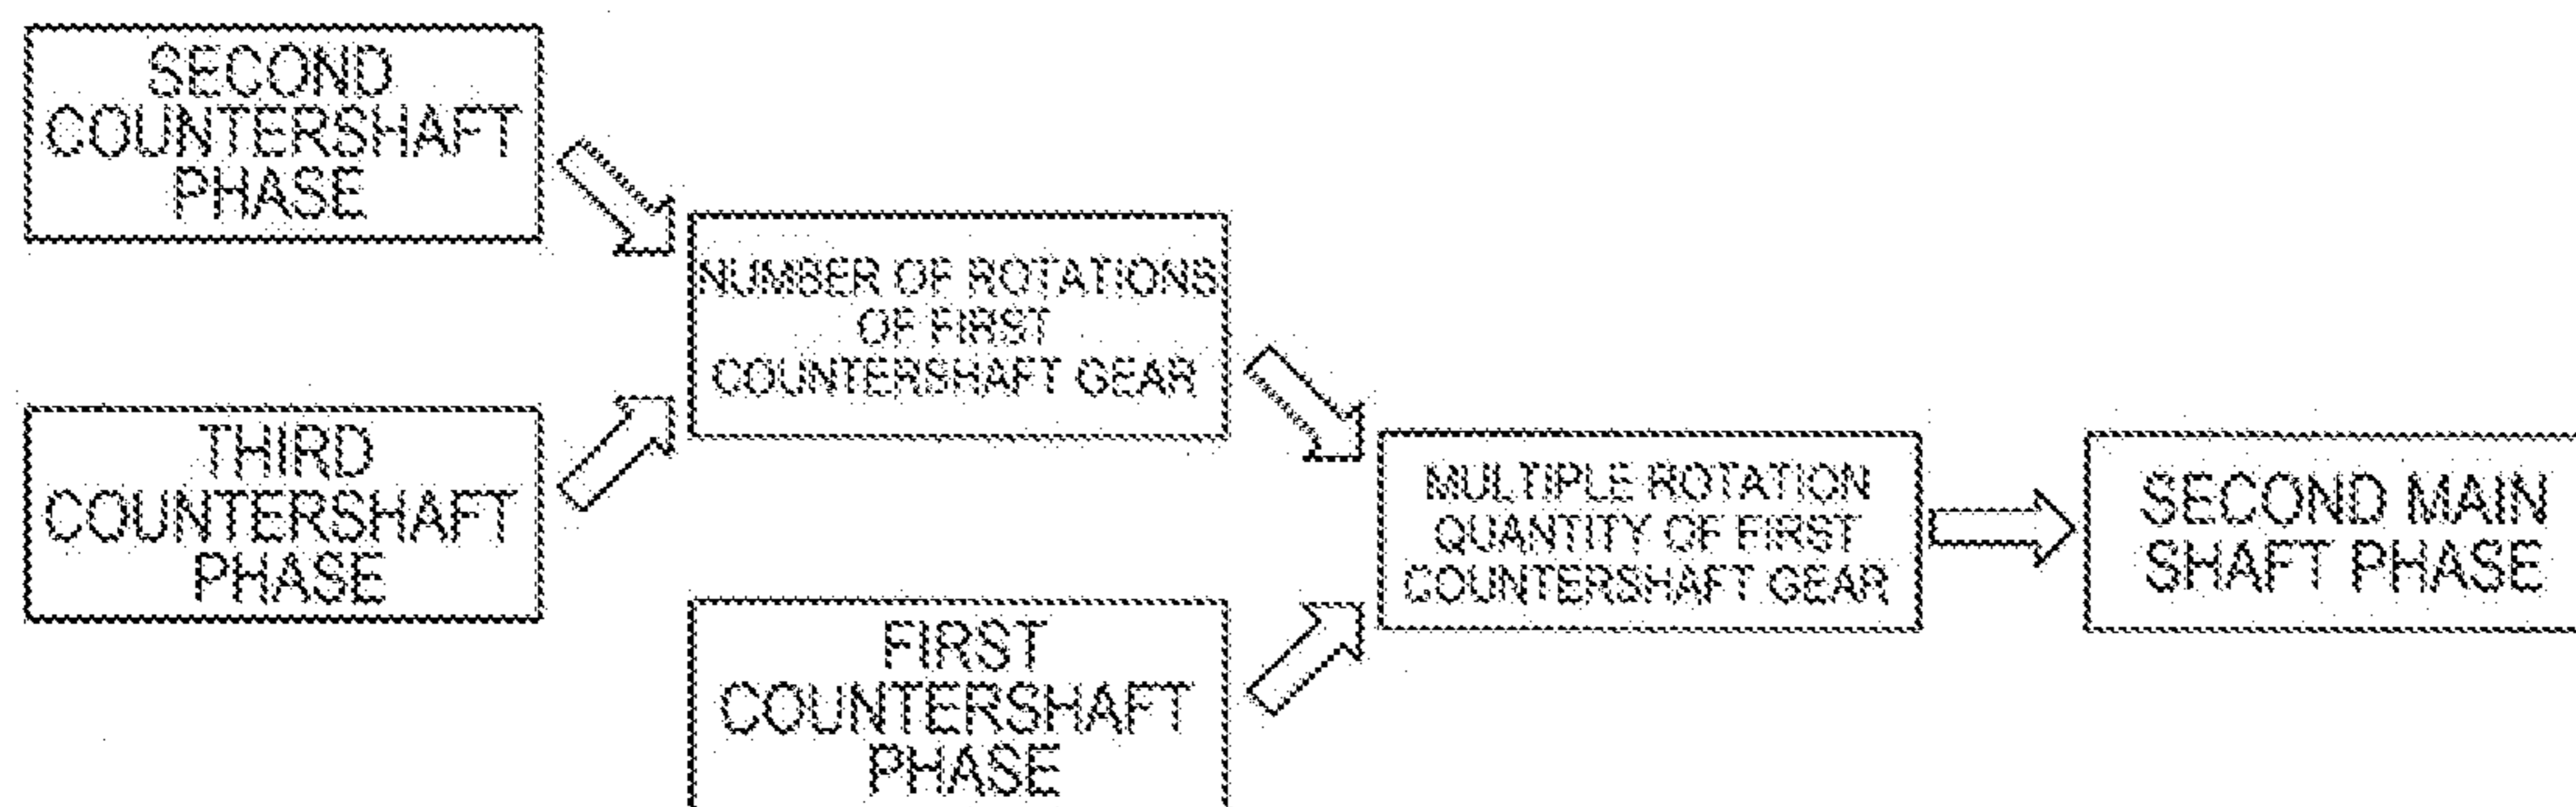 SECOND
COUNTERSHAFT
PHASE
THIRD
COUNTERSHAFT
PHASE
NUMBER OF ROTATIONS
OF FIRST
COUNTERSHAFT GEAR
FIRST
COUNTERSHAFT
PHASE
MULTIPLE ROTATION
QUANTITY OF FIRST
COUNTERSHAFT GEAR
SECOND MAIN
SHAFT PHASE